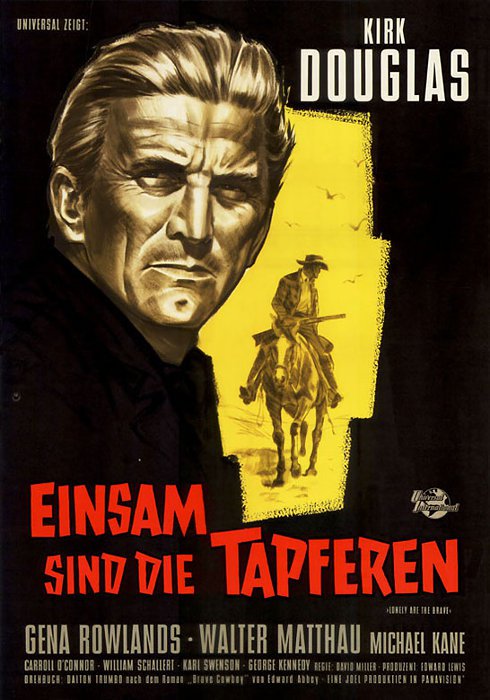 UNIVERSAL ZEIGT:
KIRK
DOUGLAS
EINSAM
SIND DIE TAPFEREN
Universal
International
›LONELY ARE THE BRAVE‹
GENA ROWLANDS · WALTER MATTHAU MICHAEL KANE
CARROLL O'CONNOR · WILLIAM SCHALLERT · KARL SWENSON · GEORGE KENNEDY REGIE: DAVID MILLER · PRODUZENT: EDWARD LEWIS
DREHBUCH: DALTON TRUMBO nach dem Roman „Brave Cowboy" von Edward Abbey · EINE JOEL PRODUKTION IN PANAVISION